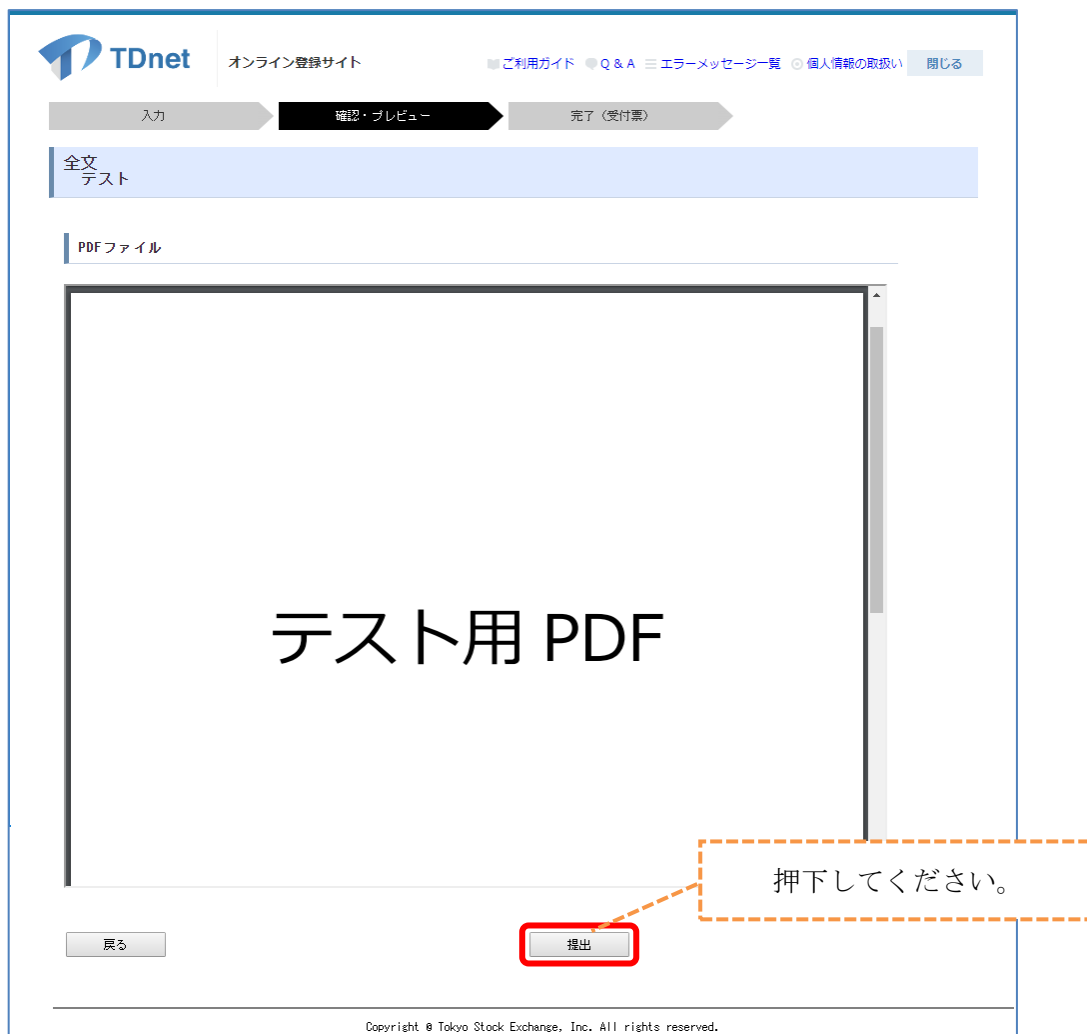 TDnet オンライン登録サイト ご利用ガイド Q & A エラーメッセージ一覧 個人情報の取扱い 閉じる
入力 確認・プレビュー 完了（受付票）
全文
テスト
PDFファイル
テスト用 PDF
押下してください。
戻る 提出
Copyright © Tokyo Stock Exchange, Inc. All rights reserved.